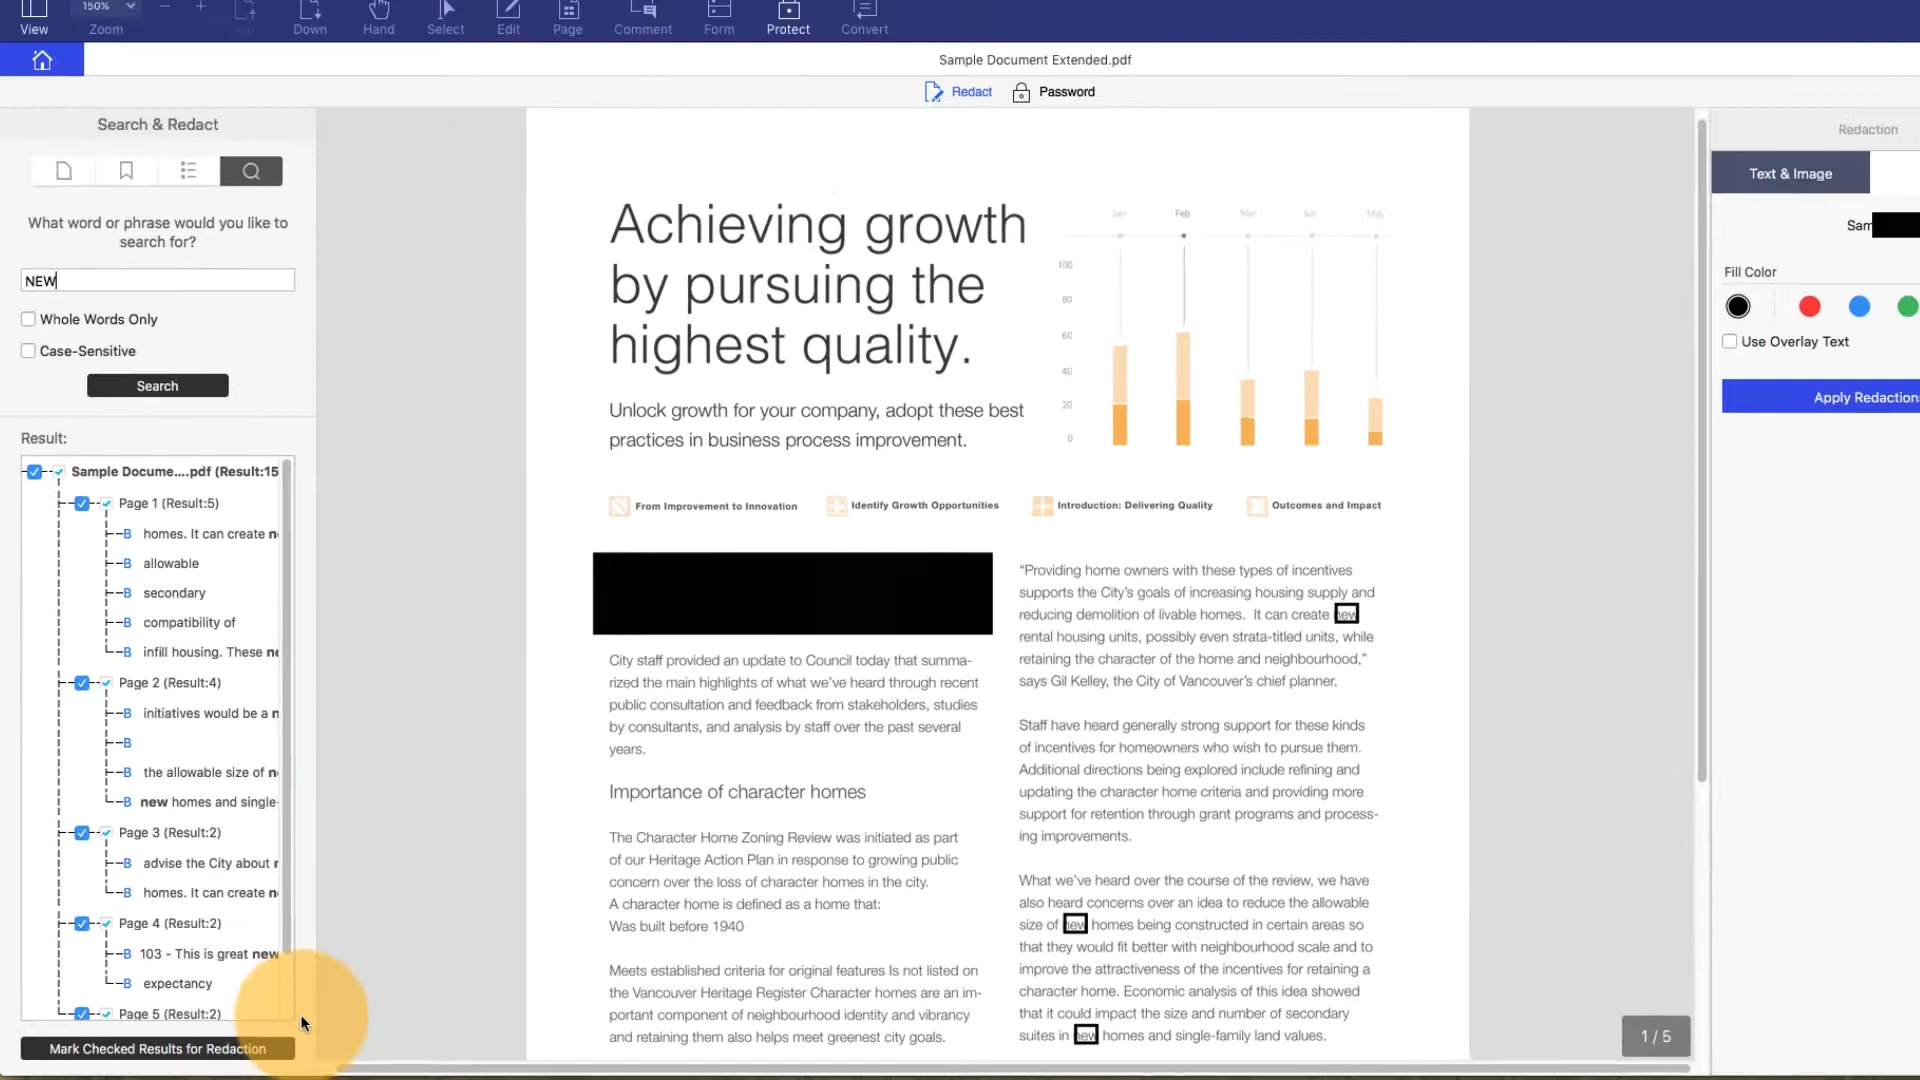 150%
View
Zoom
Down
Hand
Select
Edit
Page
Comment
Form
Protect
Convert
Sample Document Extended.pdf
Redact
Password
Search & Redact
What word or phrase would you like to
search for?
NEW
Whole Words Only
Case-Sensitive
Search
Result:
Sample Docume....pdf (Result:15
Page 1 (Result:5)
homes. It can create n
allowable
secondary
compatibility of
infill housing. These ne
Page 2 (Result:4)
initiatives would be a n
the allowable size of n
new homes and single-
Page 3 (Result:2)
advise the City about
homes. It can create n
Page 4 (Result:2)
103 - This is great new
expectancy
Page 5 (Result:2)
Mark Checked Results for Redaction
Achieving growth
by pursuing the
highest quality.
Unlock growth for your company, adopt these best
practices in business process improvement.
Feb
Mar
May
100
80
60
40
20
0
From Improvement to Innovation
Identify Growth Opportunities
Introduction: Delivering Quality
Outcomes and Impact
City staff provided an update to Council today that summa-
rized the main highlights of what we've heard through recent
public consultation and feedback from stakeholders, studies
by consultants, and analysis by staff over the past several
years.
Importance of character homes
The Character Home Zoning Review was initiated as part
of our Heritage Action Plan in response to growing public
concern over the loss of character homes in the city.
A character home is defined as a home that:
Was built before 1940
Meets established criteria for original features Is not listed on
the Vancouver Heritage Register Character homes are an im-
portant component of neighbourhood identity and vibrancy
and retaining them also helps meet greenest city goals.
“Providing home owners with these types of incentives
supports the City's goals of increasing housing supply and
reducing demolition of livable homes. It can create new
rental housing units, possibly even strata-titled units, while
retaining the character of the home and neighbourhood,”
says Gil Kelley, the City of Vancouver's chief planner.
Staff have heard generally strong support for these kinds
of incentives for homeowners who wish to pursue them.
Additional directions being explored include refining and
updating the character home criteria and providing more
support for retention through grant programs and process-
ing improvements.
What we've heard over the course of the review, we have
also heard concerns over an idea to reduce the allowable
size of new homes being constructed in certain areas so
that they would fit better with neighbourhood scale and to
improve the attractiveness of the incentives for retaining a
character home. Economic analysis of this idea showed
that it could impact the size and number of secondary
suites in new homes and single-family land values.
1 / 5
Redaction
Text & Image
Sam
Fill Color
Use Overlay Text
Apply Redactions